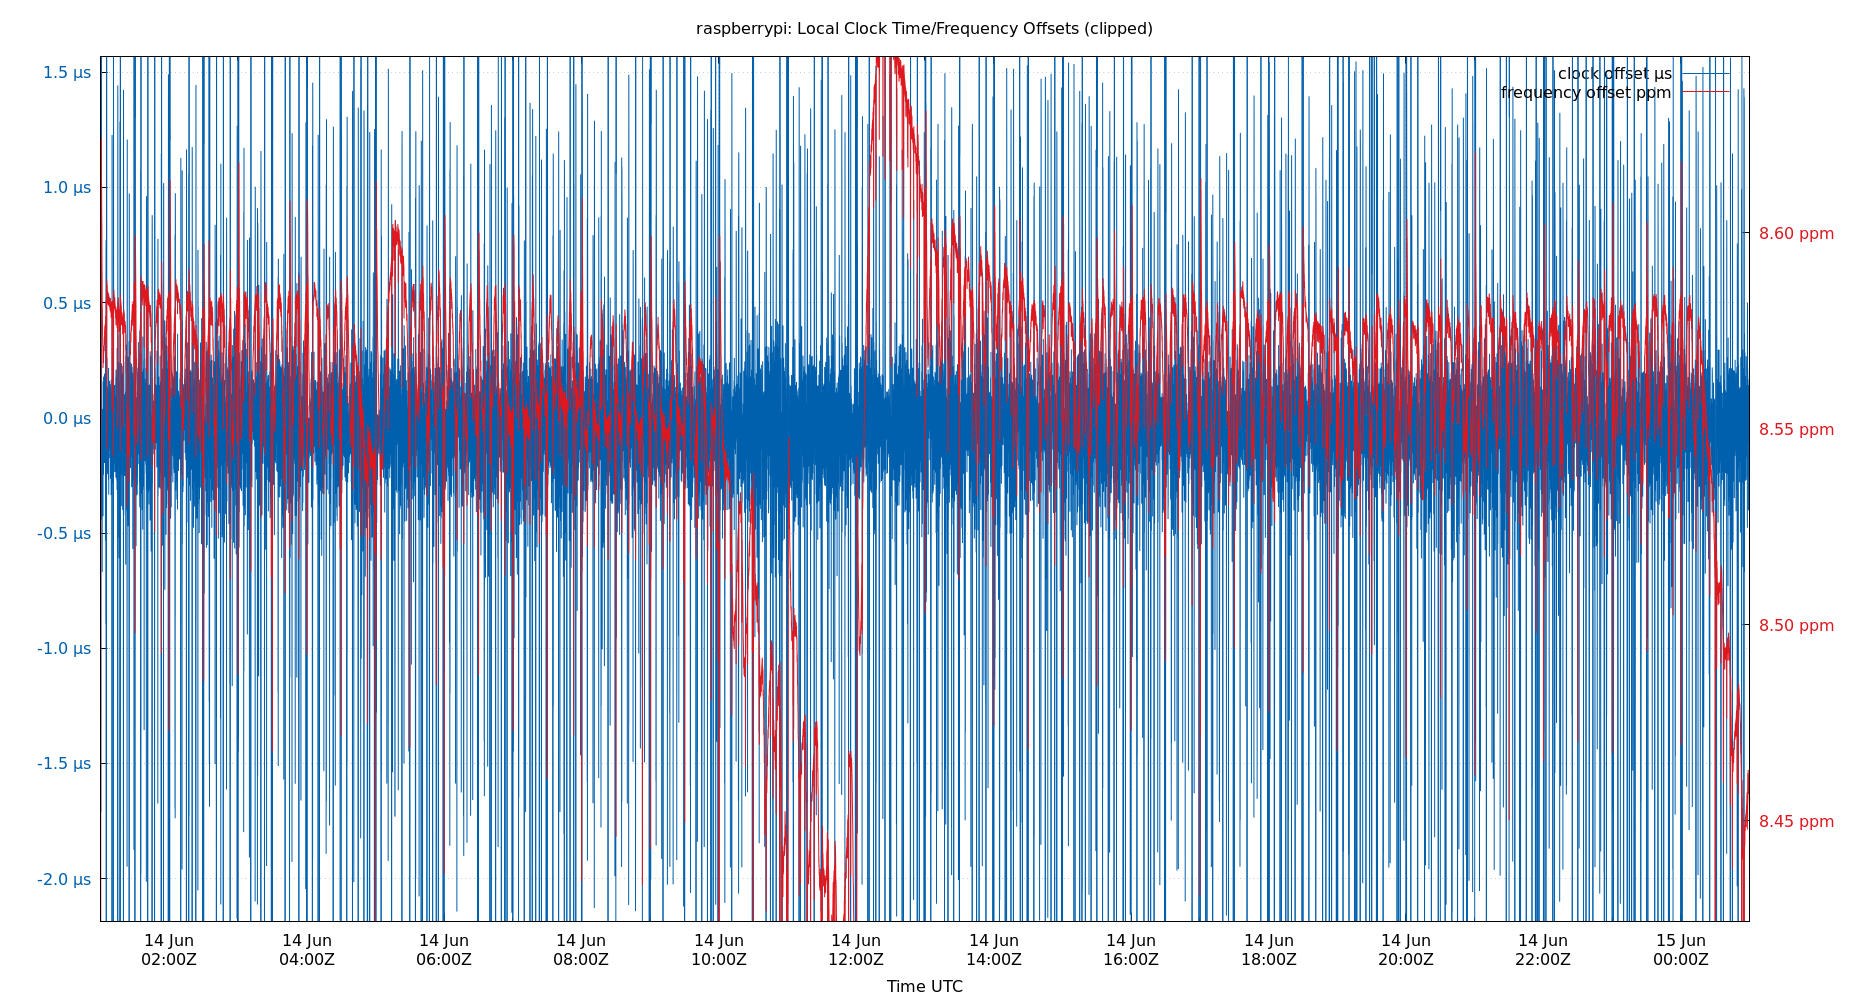 raspberrypi: Local Clock Time/Frequency Offsets (clipped)
clock offset µs
frequency offset ppm
1.5 µs
1.0 µs
0.5 µs
0.0 µs
-0.5 µs
-1.0 µs
-1.5 µs
-2.0 µs
8.60 ppm
8.55 ppm
8.50 ppm
8.45 ppm
14 Jun 14 Jun 14 Jun 14 Jun 14 Jun 14 Jun 14 Jun 14 Jun 14 Jun 14 Jun 14 Jun 15 Jun
02:00Z 04:00Z 06:00Z 08:00Z 10:00Z 12:00Z 14:00Z 16:00Z 18:00Z 20:00Z 22:00Z 00:00Z
Time UTC